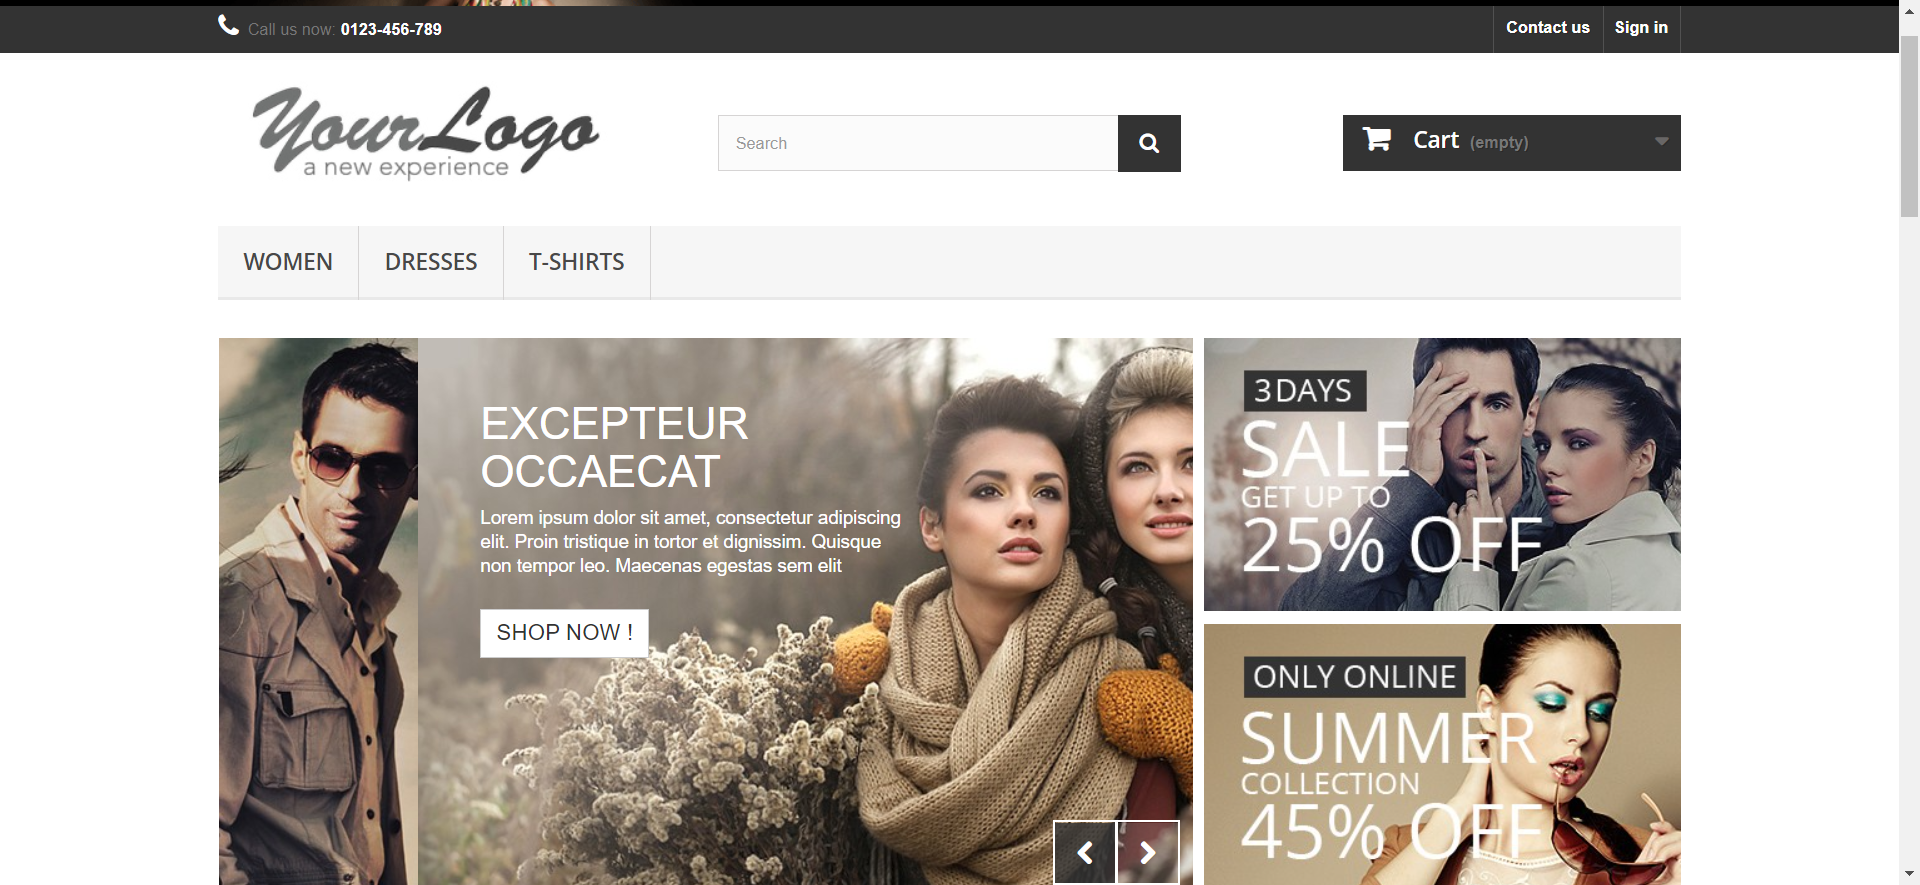 Call us now: 0123-456-789
Contact us
Sign in
YourLogo
a new experience
Search
Cart (empty)
WOMEN
DRESSES
T-SHIRTS
EXCEPTEUR
OCCAECAT
Lorem ipsum dolor sit amet, consectetur adipiscing
elit. Proin tristique in tortor et dignissim. Quisque
non tempor leo. Maecenas egestas sem elit
SHOP NOW !
3 DAYS
SALE
GET UP TO
25% OFF
ONLY ONLINE
SUMMER
COLLECTION
45% OFF